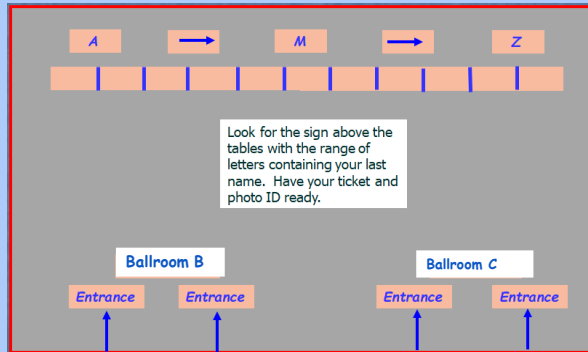 A M Z
Look for the sign above the
tables with the range of
letters containing your last
name. Have your ticket and
photo ID ready.
Ballroom B Ballroom C
Entrance Entrance Entrance Entrance